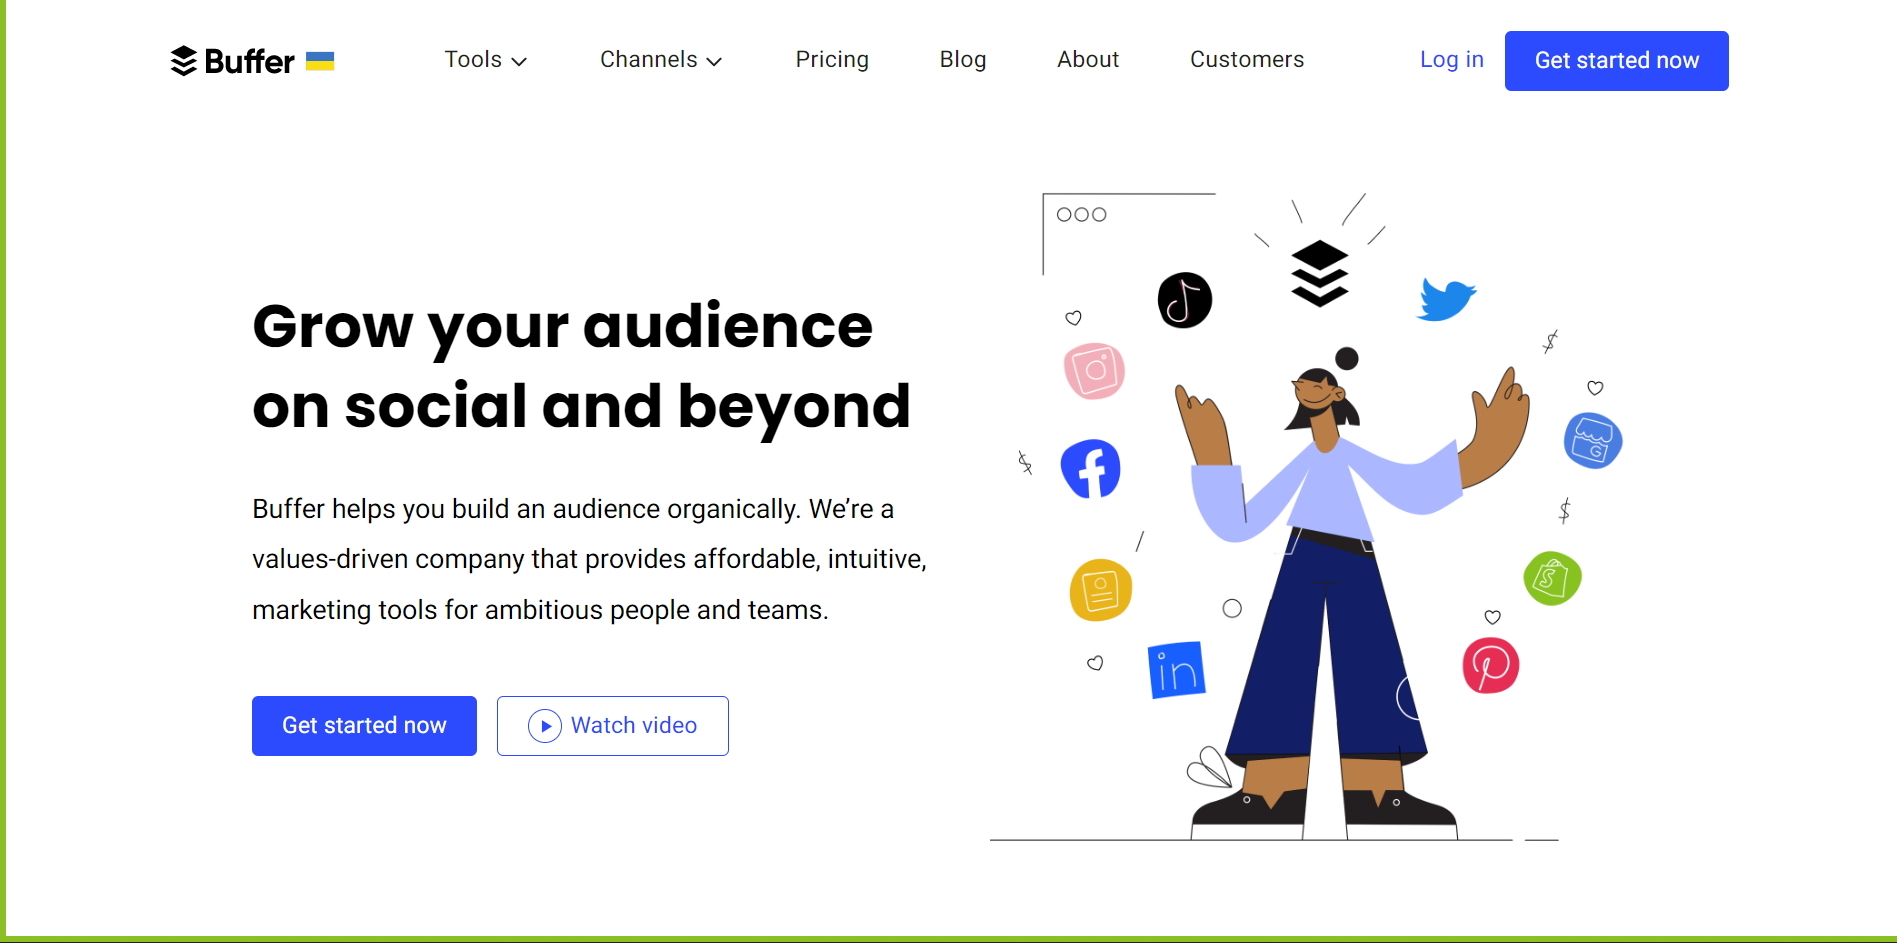 Buffer
Tools
Channels
Pricing
Blog
About
Customers
Log in
Get started now
Grow your audience
on social and beyond
Buffer helps you build an audience organically. We’re a
values-driven company that provides affordable, intuitive,
marketing tools for ambitious people and teams.
Get started now
Watch video
$
$
$
f
G
S
in